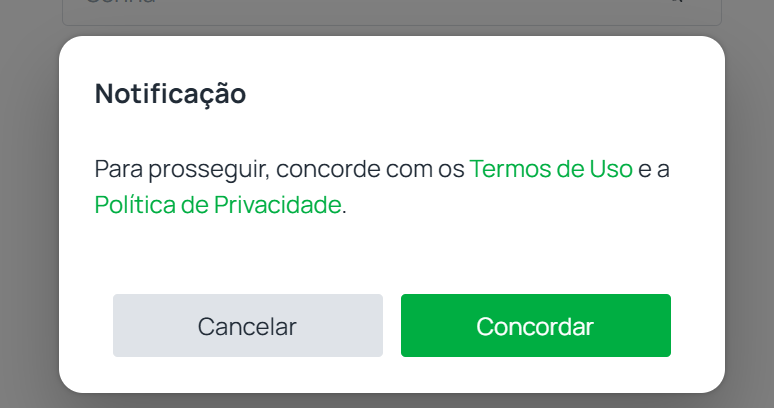 Notificação
Para prosseguir, concorde com os Termos de Uso e a
Política de Privacidade.
Cancelar
Concordar